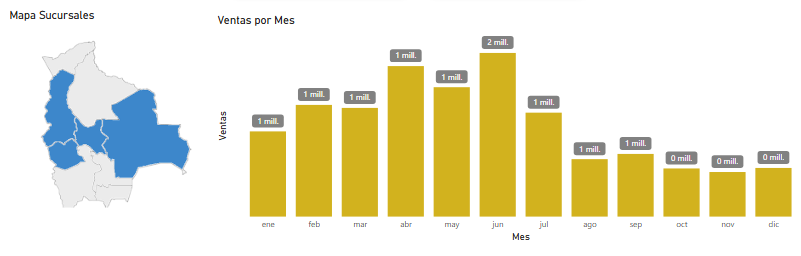 Mapa Sucursales
Ventas por Mes
Ventas
1 mill.
1 mill.
1 mill.
1 mill.
1 mill.
2 mill.
1 mill.
1 mill.
1 mill.
0 mill.
0 mill.
0 mill.
ene feb mar abr may jun jul ago sep oct nov dic
Mes